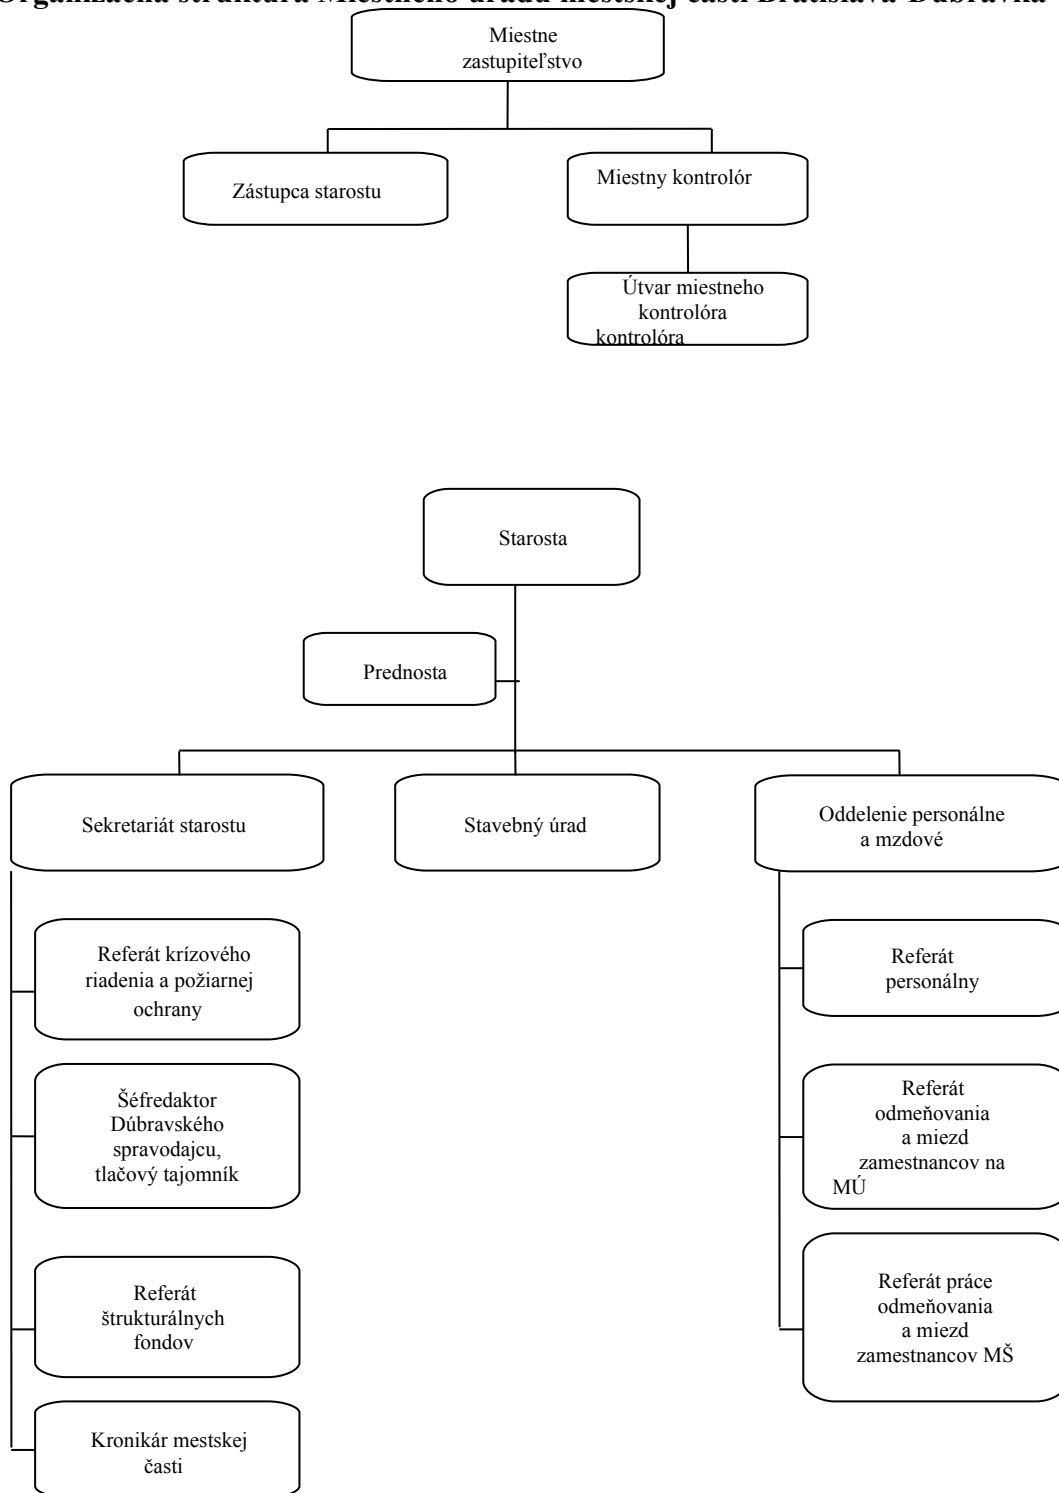 Organizačná štruktúra Miestneho úradu mestskej časti Bratislava-Dúbravka
Miestne
zastupiteľstvo
Zástupca starostu
Miestny kontrolór
Útvar miestneho
kontrolóra
kontrolóra
Starosta
Prednosta
Sekretariát starostu
Stavebný úrad
Oddelenie personálne
a mzdové
Referát krízového
riadenia a požiarnej
ochrany
Šéfredaktor
Dúbravského
spravodajcu,
tlačový tajomník
Referát
štrukturálnych
fondov
Kronikár mestskej
časti
Referát
personálny
Referát
odmeňovania
a miezd
zamestnancov na
MÚ
Referát práce
odmeňovania
a miezd
zamestnancov MŠ